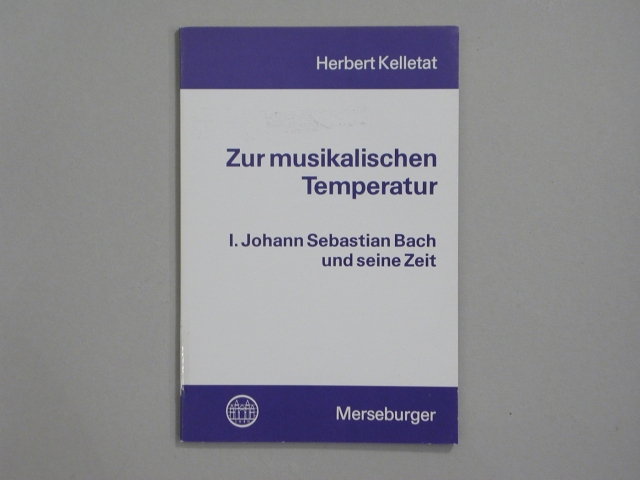 Herbert Kelletat
Zur musikalischen
Temperatur
I. Johann Sebastian Bach
und seine Zeit
Merseburger